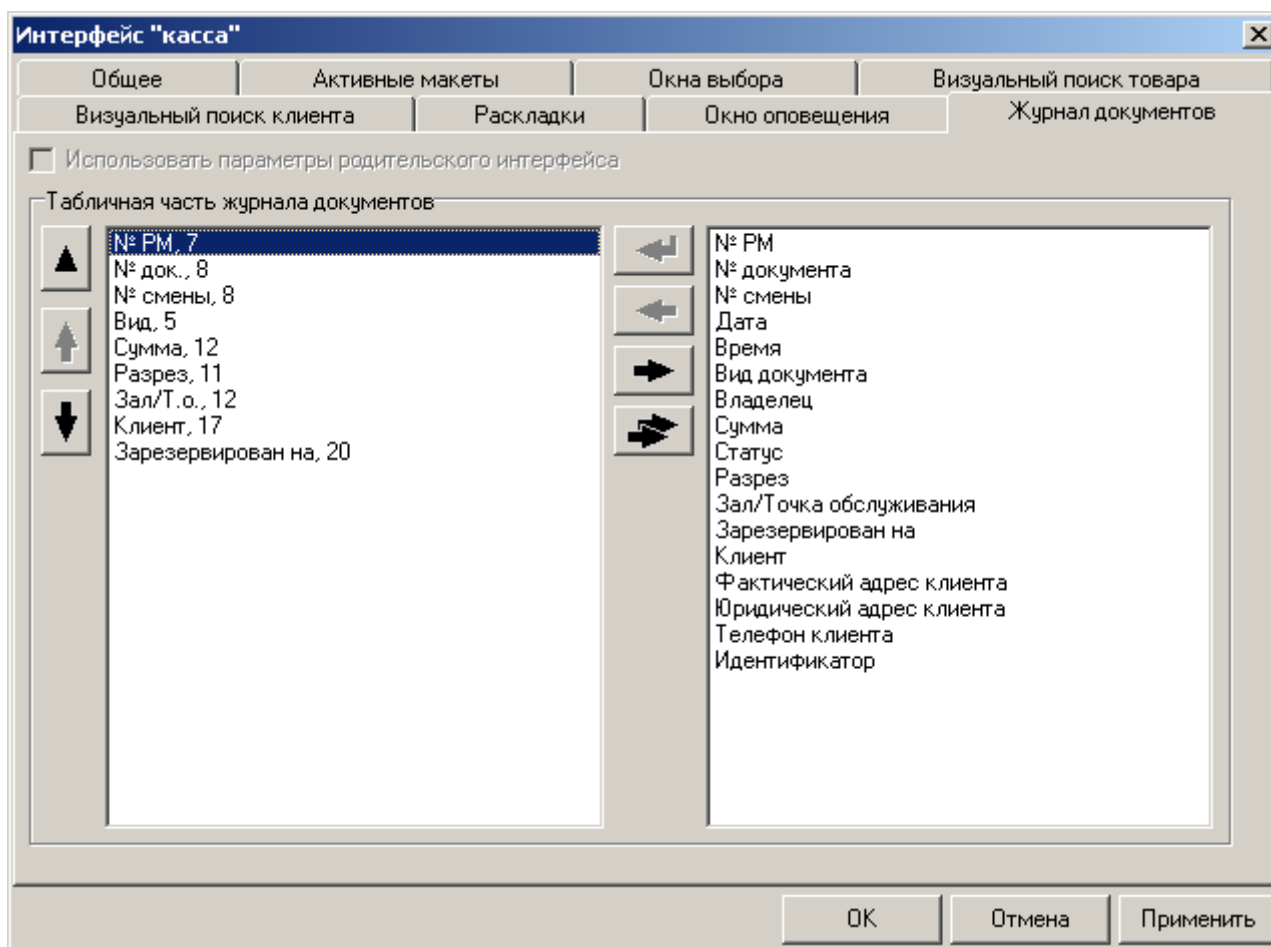 Интерфейс "касса"
Общее
Активные макеты
Окна выбора
Визуальный поиск товара
Визуальный поиск клиента
Раскладки
Окно оповещения
Журнал документов
Использовать параметры родительского интерфейса
Табличная часть журнала документов
№ РМ, 7
№ док., 8
№ смены, 8
Вид, 5
Сумма, 12
Разрез, 11
Зал/Т.о., 12
Клиент, 17
Зарезервирован на, 20
№ РМ
№ документа
№ смены
Дата
Время
Вид документа
Владелец
Сумма
Статус
Разрез
Зал/Точка обслуживания
Зарезервирован на
Клиент
Фактический адрес клиента
Юридический адрес клиента
Телефон клиента
Идентификатор
OK
Отмена
Применить